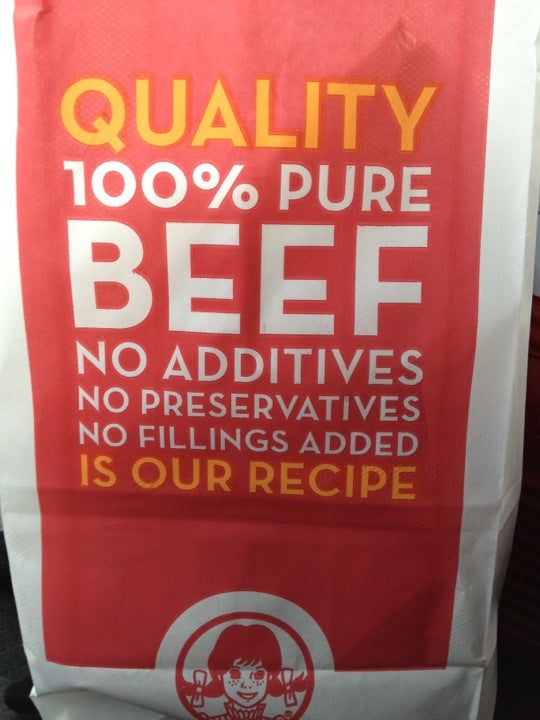 QUALITY
100% PURE
BEEF
NO ADDITIVES
NO PRESERVATIVES
NO FILLINGS ADDED
IS OUR RECIPE